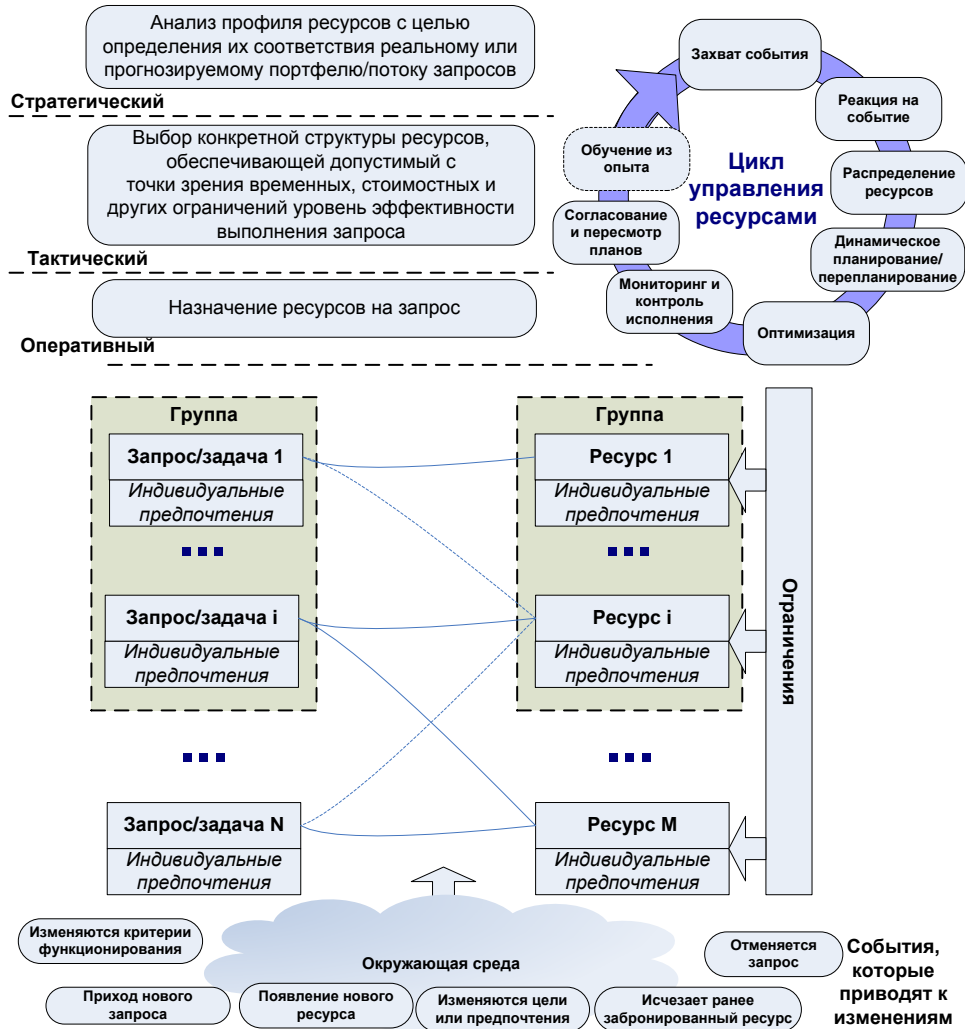 Анализ профиля ресурсов с целью
определения их соответствия реальному или
прогнозируемому портфелю/потоку запросов
Стратегический
Выбор конкретной структуры ресурсов,
обеспечивающей допустимый с
точки зрения временных, стоимостных и
других ограничений уровень эффективности
выполнения запроса
Тактический
Назначение ресурсов на запрос
Оперативный
Захват события
Реакция на
событие
Распределение
ресурсов
Динамическое
планирование/
перепланирование
Оптимизация
Мониторинг и
контроль
исполнения
Согласование
и пересмотр
планов
Обучение из
опыта
Цикл
управления
ресурсами
Группа
Запрос/задача 1
Индивидуальные
предпочтения
Запрос/задача i
Индивидуальные
предпочтения
Запрос/задача N
Индивидуальные
предпочтения
Группа
Ресурс 1
Индивидуальные
предпочтения
Ресурс i
Индивидуальные
предпочтения
Ресурс M
Индивидуальные
предпочтения
Ограничения
Изменяются критерии
функционирования
Окружающая среда
Отменяется
запрос
Приход нового
запроса
Появление нового
ресурса
Изменяются цели
или предпочтения
Исчезает ранее
забронированный ресурс
События,
которые
приводят к
изменениям